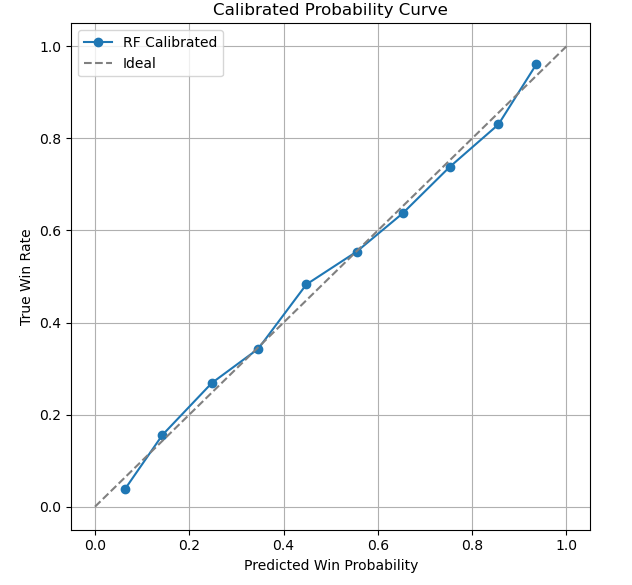 Calibrated Probability Curve
RF Calibrated
Ideal
True Win Rate
1.0
0.8
0.6
0.4
0.2
0.0
0.0 0.2 0.4 0.6 0.8 1.0
Predicted Win Probability